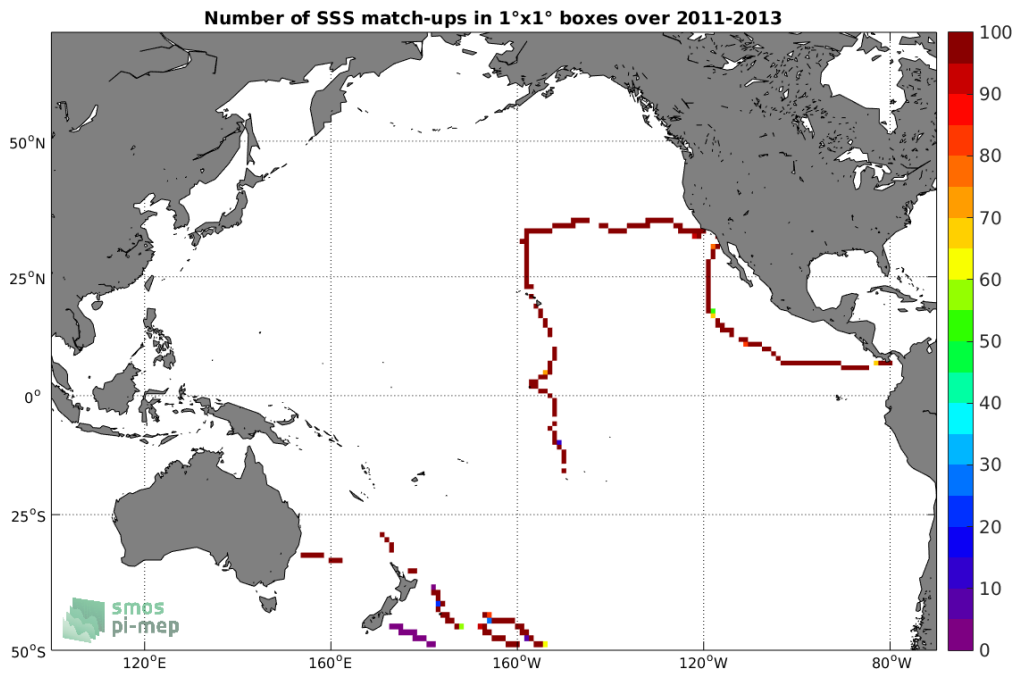 Number of SSS match-ups in 1°x1° boxes over 2011-2013
100
90
80
70
60
50
40
30
20
10
0
50°N
25°N
0°
25°S
50°S
120°E
160°E
160°W
120°W
80°W
smos
pi-mep